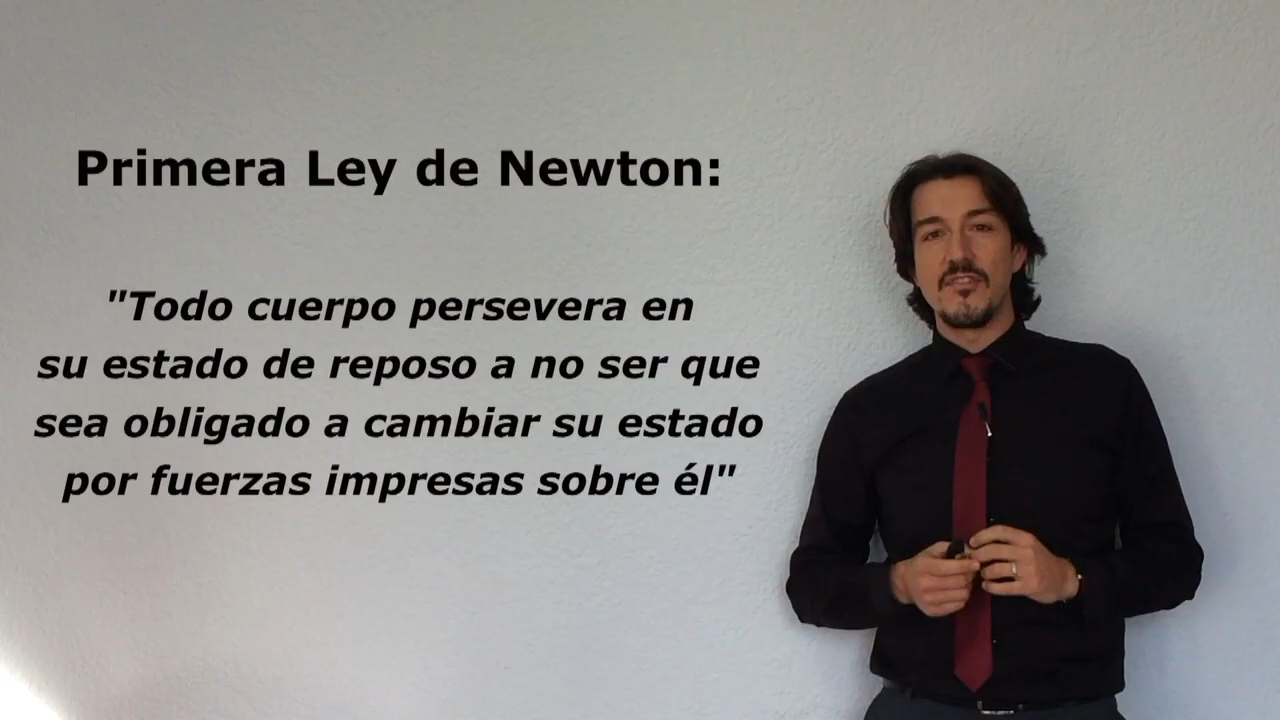 Primera Ley de Newton:
"Todo cuerpo persevera en
su estado de reposo a no ser que
sea obligado a cambiar su estado
por fuerzas impresas sobre él"